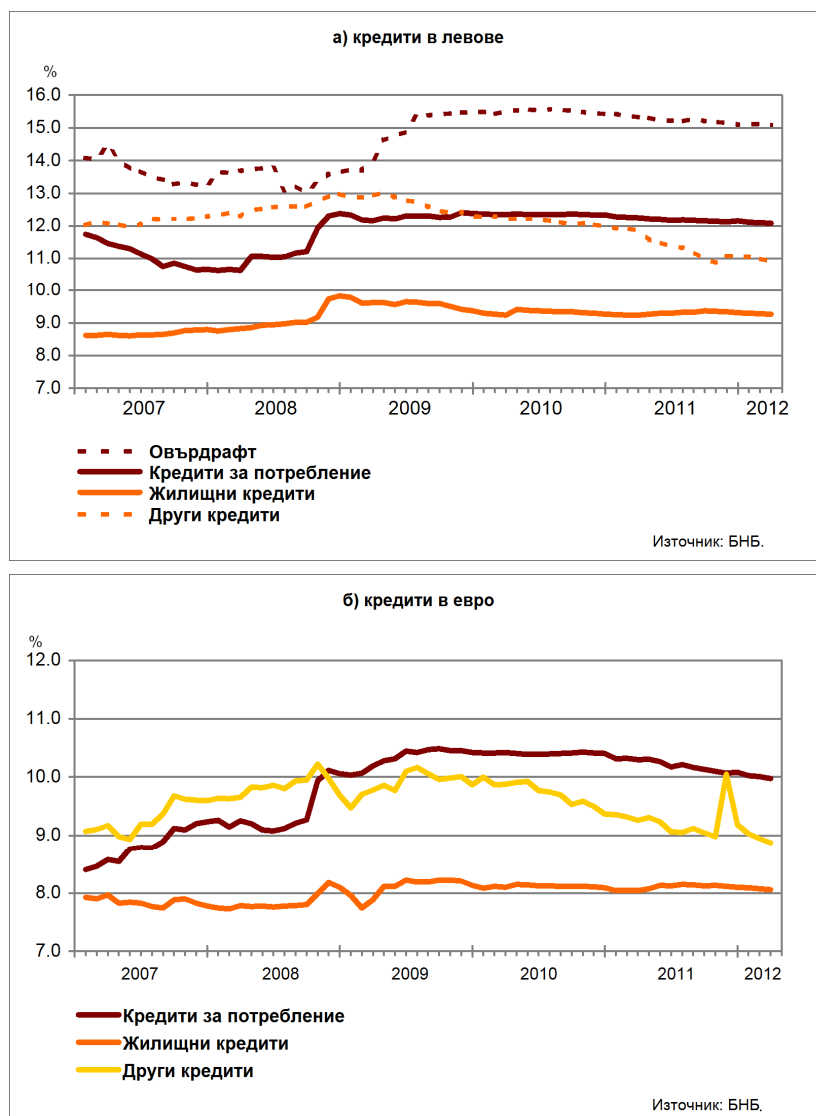 а) кредити в левове
%
16.0
15.0
14.0
13.0
12.0
11.0
10.0
9.0
8.0
7.0
2007 2008 2009 2010 2011 2012
Овърдрафт
Кредити за потребление
Жилищни кредити
Други кредити
Източник: БНБ.
б) кредити в евро
%
12.0
11.0
10.0
9.0
8.0
7.0
2007 2008 2009 2010 2011 2012
Кредити за потребление
Жилищни кредити
Други кредити
Източник: БНБ.